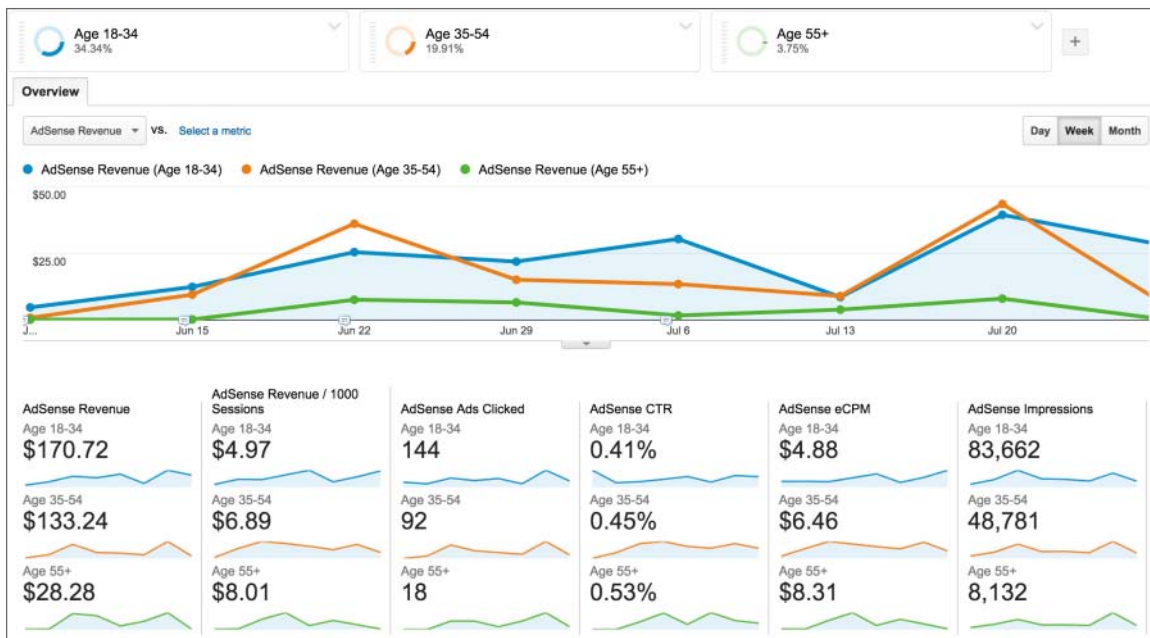 Age 18-34
34.34%
Age 35-54
19.91%
Age 55+
3.75%
+
Overview
AdSense Revenue
VS.
Select a metric
Day
Week
Month
AdSense Revenue (Age 18-34)
AdSense Revenue (Age 35-54)
AdSense Revenue (Age 55+)
$50.00
$25.00
J...
Jun 15
Jun 22
Jun 29
Jul 6
Jul 13
Jul 20
AdSense Revenue
Age 18-34
$170.72
Age 35-54
$133.24
Age 55+
$28.28
AdSense Revenue / 1000
Sessions
Age 18-34
$4.97
Age 35-54
$6.89
Age 55+
$8.01
AdSense Ads Clicked
Age 18-34
144
Age 35-54
92
Age 55+
18
AdSense CTR
Age 18-34
0.41%
Age 35-54
0.45%
Age 55+
0.53%
AdSense eCPM
Age 18-34
$4.88
Age 35-54
$6.46
Age 55+
$8.31
AdSense Impressions
Age 18-34
83,662
Age 35-54
48,781
Age 55+
8,132